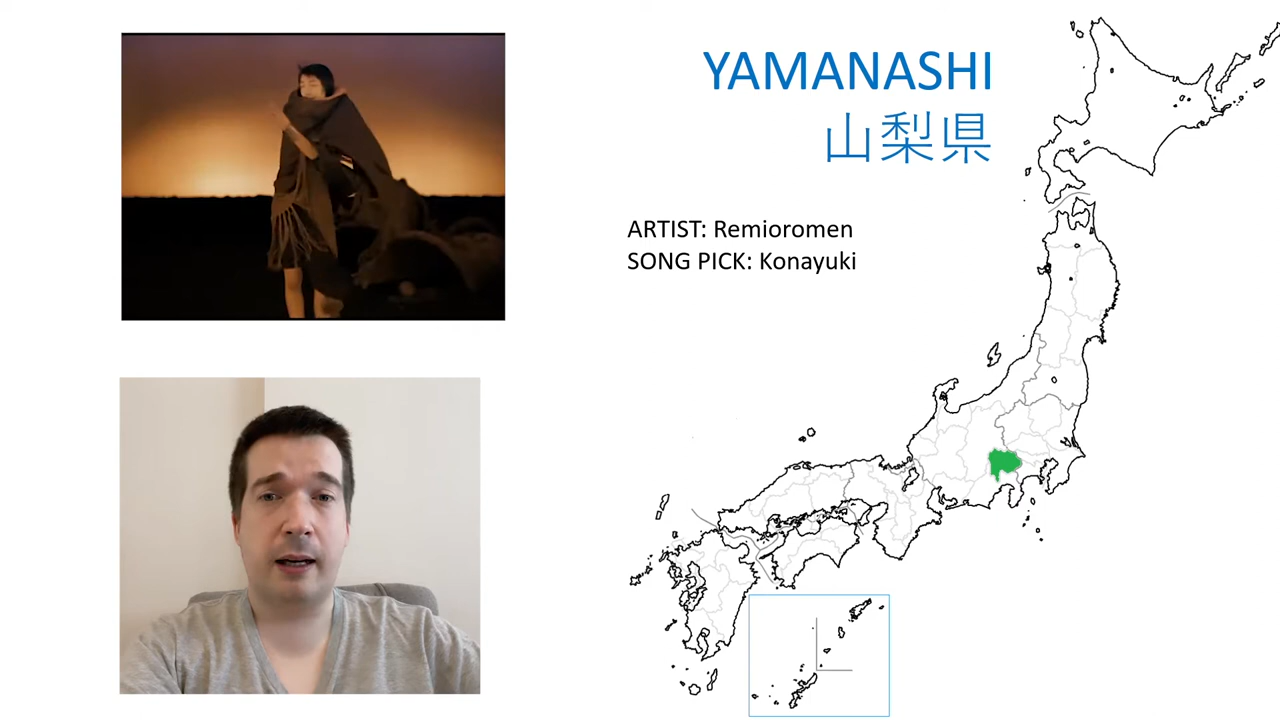 YAMANASHI
山梨県
ARTIST: Remioromen
SONG PICK: Konayuki